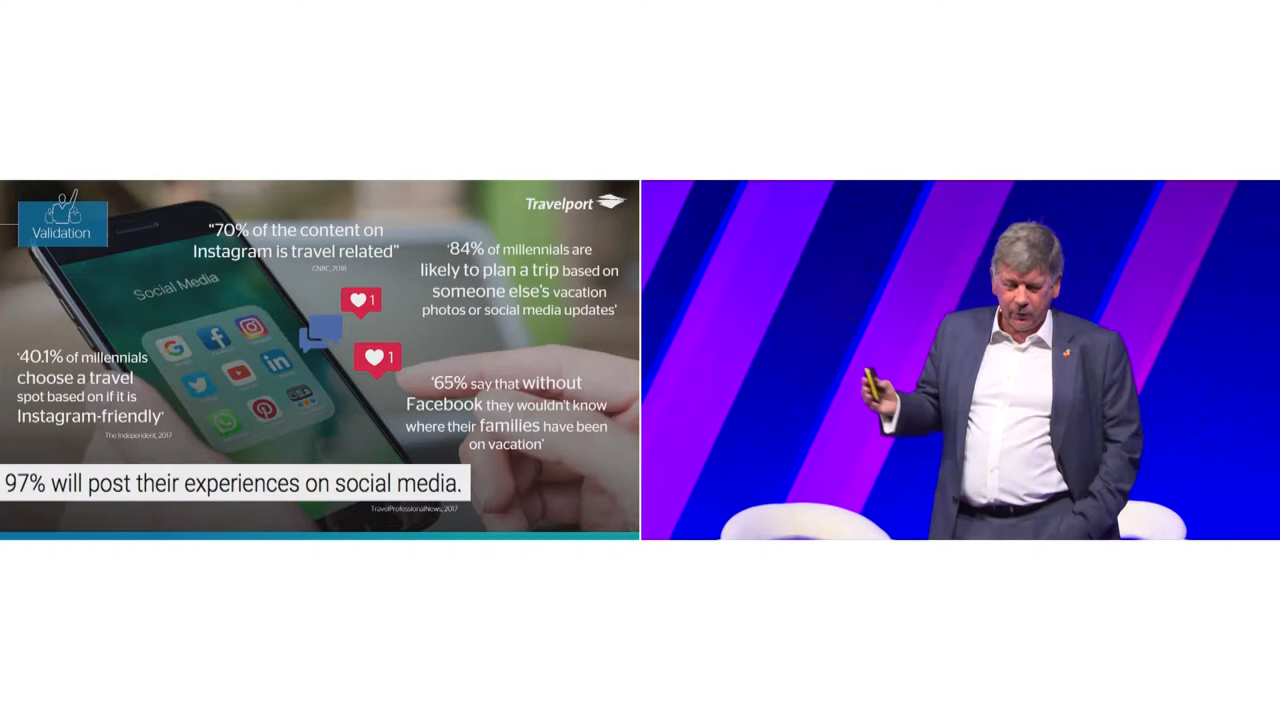 Travelport
Validation
“70% of the content on
Instagram is travel related”
CNBC, 2018
‘84% of millennials are
likely to plan a trip based on
someone else’s vacation
photos or social media updates’
Social Media
1
1
‘40.1% of millennials
choose a travel
spot based on if it is
Instagram-friendly’
The Independent, 2017
‘65% say that without
Facebook they wouldn’t know
where their families have been
on vacation’
97% will post their experiences on social media.
TravelProfessionalNews, 2017